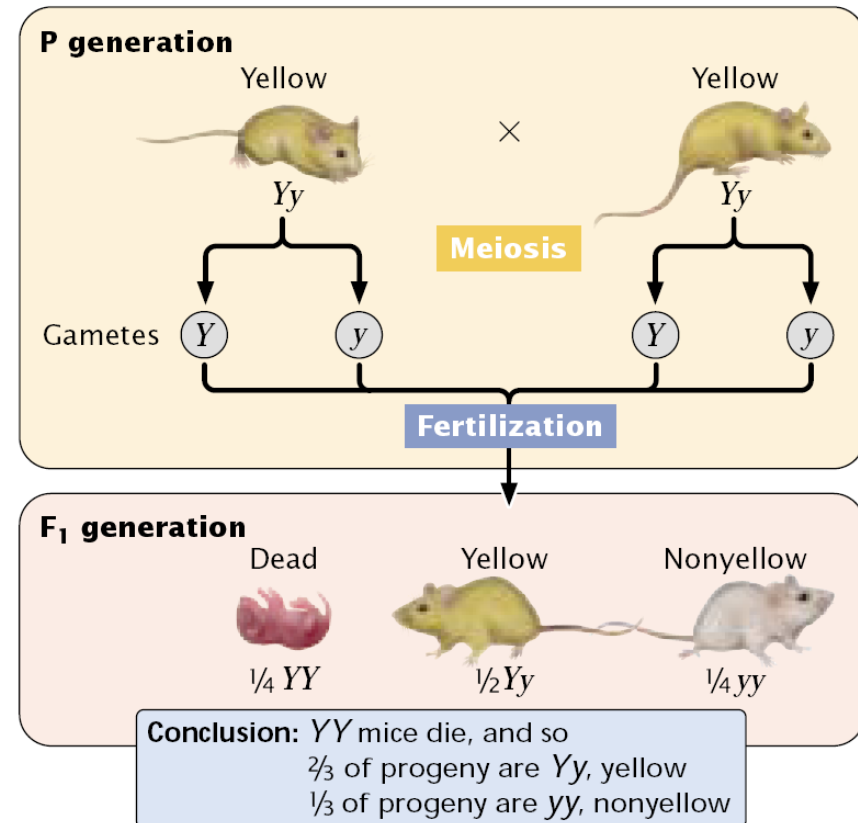 P generation
Yellow Yellow
×
Yy Yy
Meiosis
Gametes Y y Y y
Fertilization
F₁ generation
Dead Yellow Nonyellow
¼ YY ½ Yy ¼ yy
Conclusion: YY mice die, and so
⅔ of progeny are Yy, yellow
⅓ of progeny are yy, nonyellow